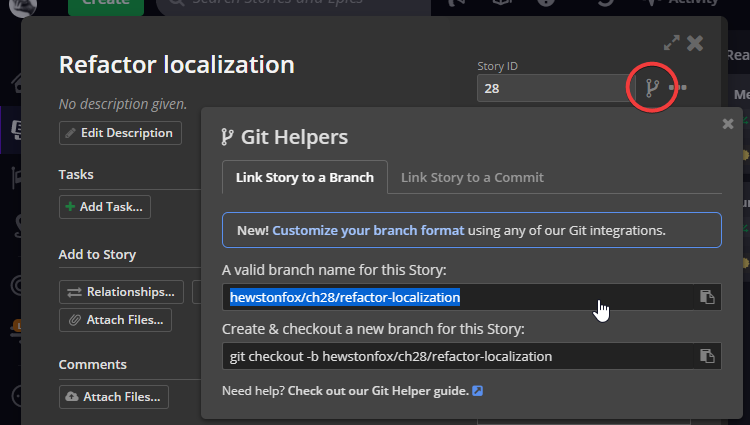 Create
Search Stories and Epics
Activity
Refactor localization
Story ID
28
No description given.
Edit Description
Git Helpers
Link Story to a Branch
Link Story to a Commit
Tasks
Add Task...
New! Customize your branch format using any of our Git integrations.
Add to Story
A valid branch name for this Story:
Relationships...
hewstonfox/ch28/refactor-localization
Attach Files...
Create & checkout a new branch for this Story:
git checkout -b hewstonfox/ch28/refactor-localization
Comments
Attach Files...
Need help? Check out our Git Helper guide.